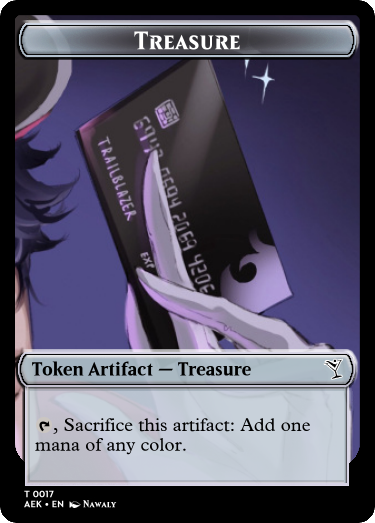 TREASURE
TRAILBLAZER
Token Artifact — Treasure
, Sacrifice this artifact: Add one
mana of any color.
T 0017
AEK • EN Nawaly